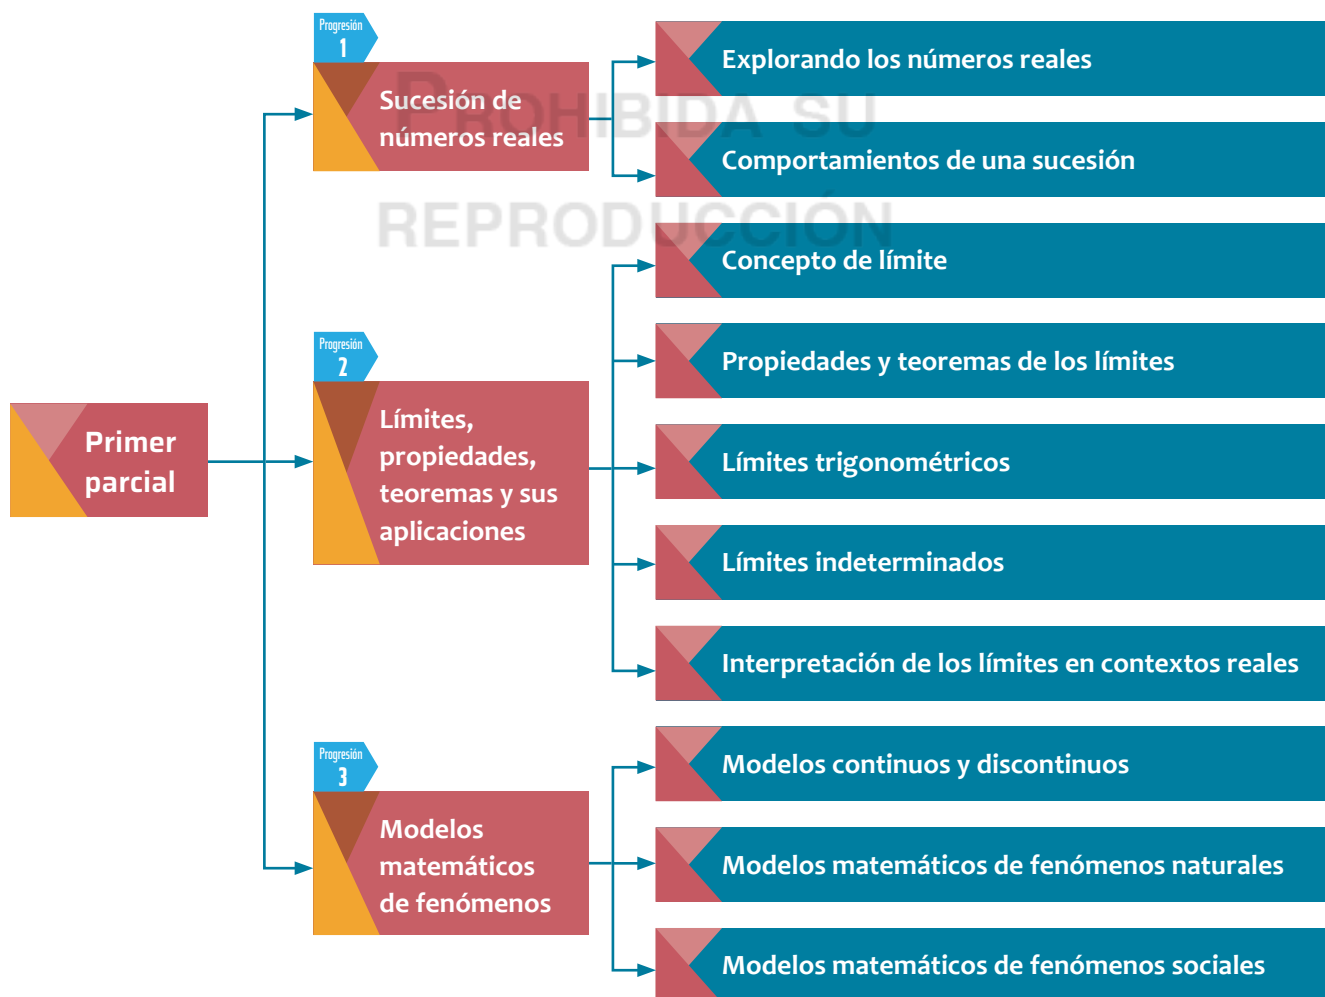 Primer
parcial
Progresión
1
Sucesión de
números reales
Explorando los números reales
Comportamientos de una sucesión
PROHIBIDA SU
REPRODUCCIÓN
Progresión
2
Límites,
propiedades,
teoremas y sus
aplicaciones
Concepto de límite
Propiedades y teoremas de los límites
Límites trigonométricos
Límites indeterminados
Interpretación de los límites en contextos reales
Progresión
3
Modelos
matemáticos
de fenómenos
Modelos continuos y discontinuos
Modelos matemáticos de fenómenos naturales
Modelos matemáticos de fenómenos sociales